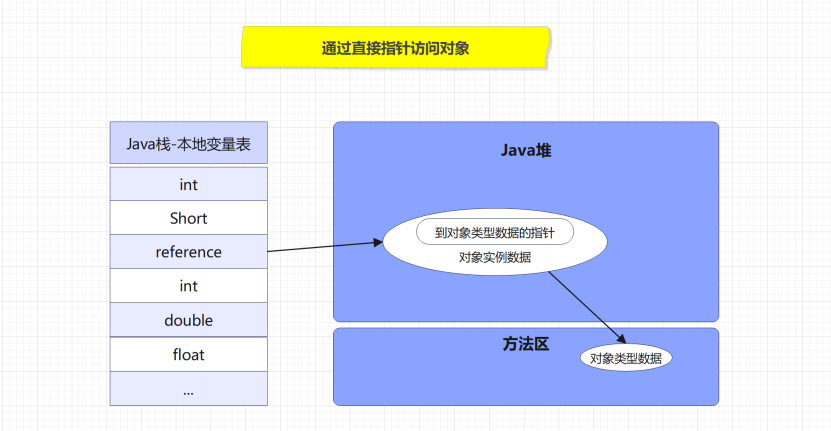 通过直接指针访问对象
Java栈-本地变量表
int
Short
reference
int
double
float
...
Java堆
到对象类型数据的指针
对象实例数据
方法区
对象类型数据